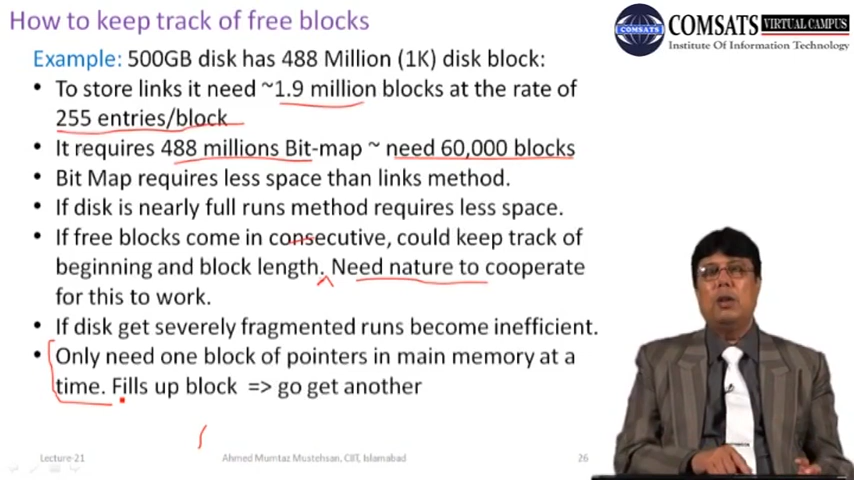 How to keep track of free blocks
COMSATS VIRTUAL CAMPUS
COMSATS
Institute Of Information Technology
Example: 500GB disk has 488 Million (1K) disk block:
• To store links it need ~1.9 million blocks at the rate of
255 entries/block
• It requires 488 millions Bit-map ~ need 60,000 blocks
• Bit Map requires less space than links method.
• If disk is nearly full runs method requires less space.
• If free blocks come in consecutive, could keep track of
beginning and block length. Need nature to cooperate
for this to work.
• If disk get severely fragmented runs become inefficient.
• Only need one block of pointers in main memory at a
time. Fills up block => go get another
Lecture-21
Ahmed Mumtaz Mustehsan, CIIT, Islamabad
26